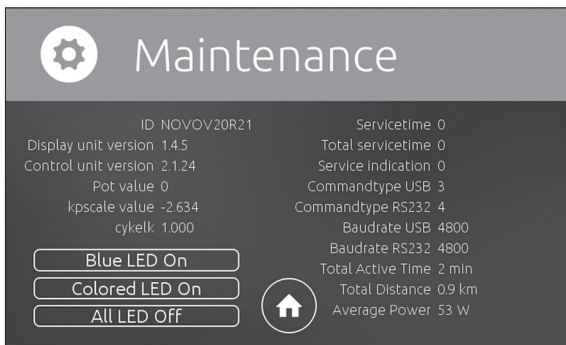 Maintenance
ID NOVOV20R21
Display unit version 1.4.5
Control unit version 2.1.24
Pot value 0
kpscale value -2.634
cykelk 1.000
Blue LED On
Colored LED On
All LED Off
Servicetime 0
Total servicetime 0
Service indication 0
Commandtype USB 3
Commandtype RS232 4
Baudrate USB 4800
Baudrate RS232 4800
Total Active Time 2 min
Total Distance 0.9 km
Average Power 53 W